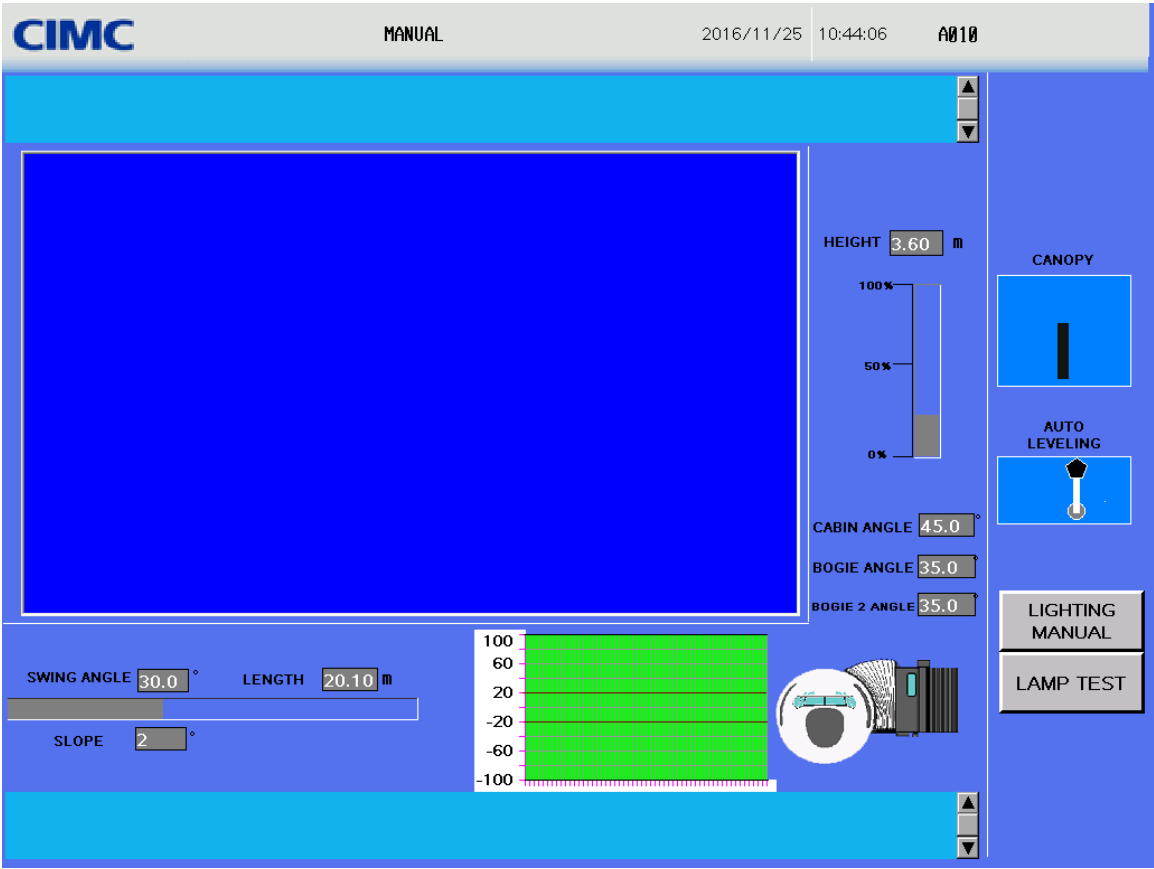 CIMC
MANUAL
2016/11/25 10:44:06
A010
HEIGHT 3.60 m
100%
50%
0%
CANOPY
AUTO
LEVELING
CABIN ANGLE 45.0 °
BOGIE ANGLE 35.0 °
BOGIE 2 ANGLE 35.0 °
LIGHTING
MANUAL
LAMP TEST
SWING ANGLE 30.0 °
LENGTH 20.10 m
SLOPE 2 °
100
60
20
-20
-60
-100